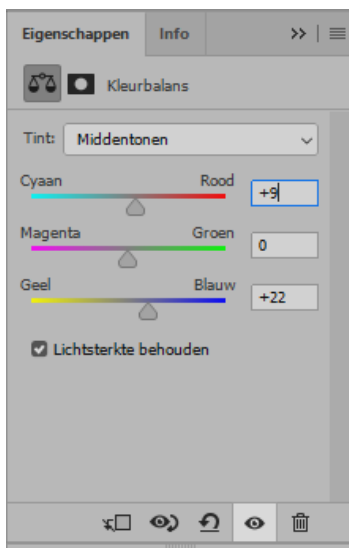 Eigenschappen Info
Kleurbalans
Tint: Middentonen
Cyaan Rood +9
Magenta Groen 0
Geel Blauw +22
Lichtsterkte behouden